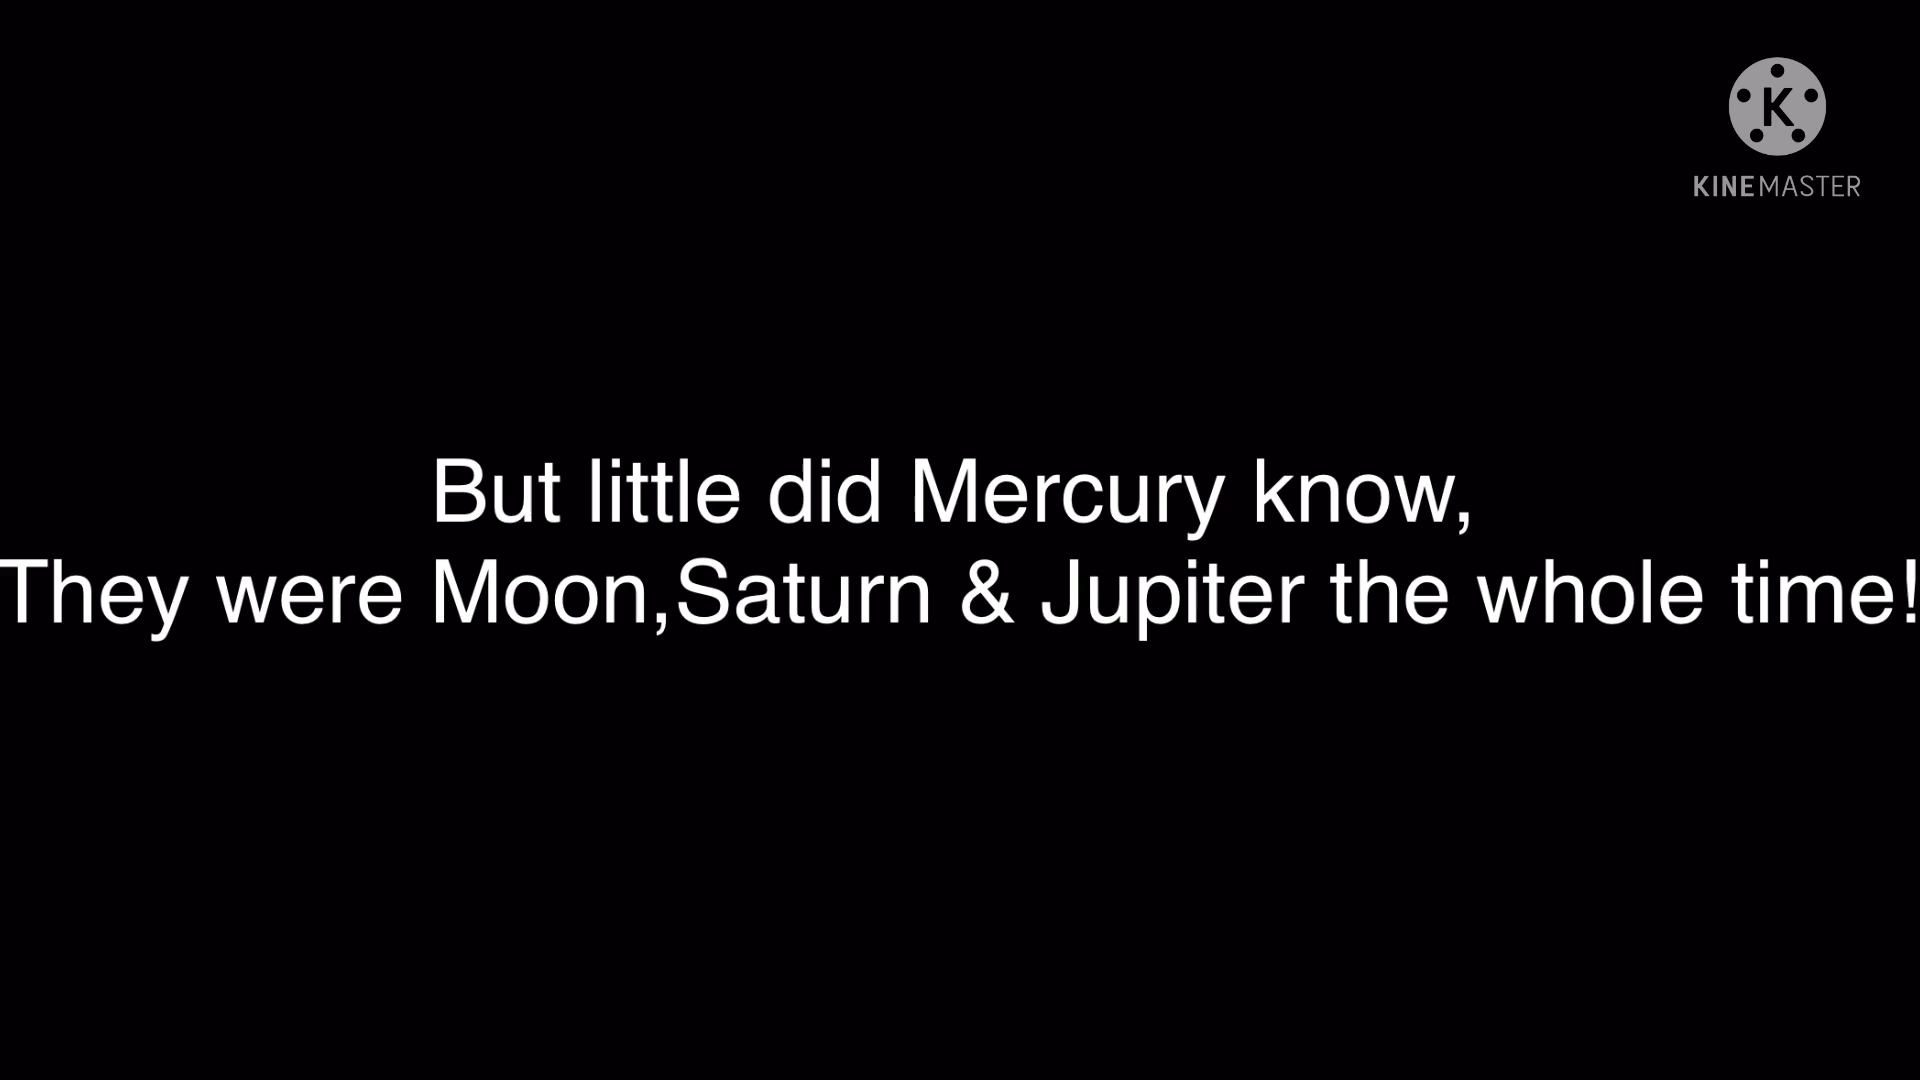 K
KINEMASTER
But little did Mercury know,
They were Moon,Saturn & Jupiter the whole time!